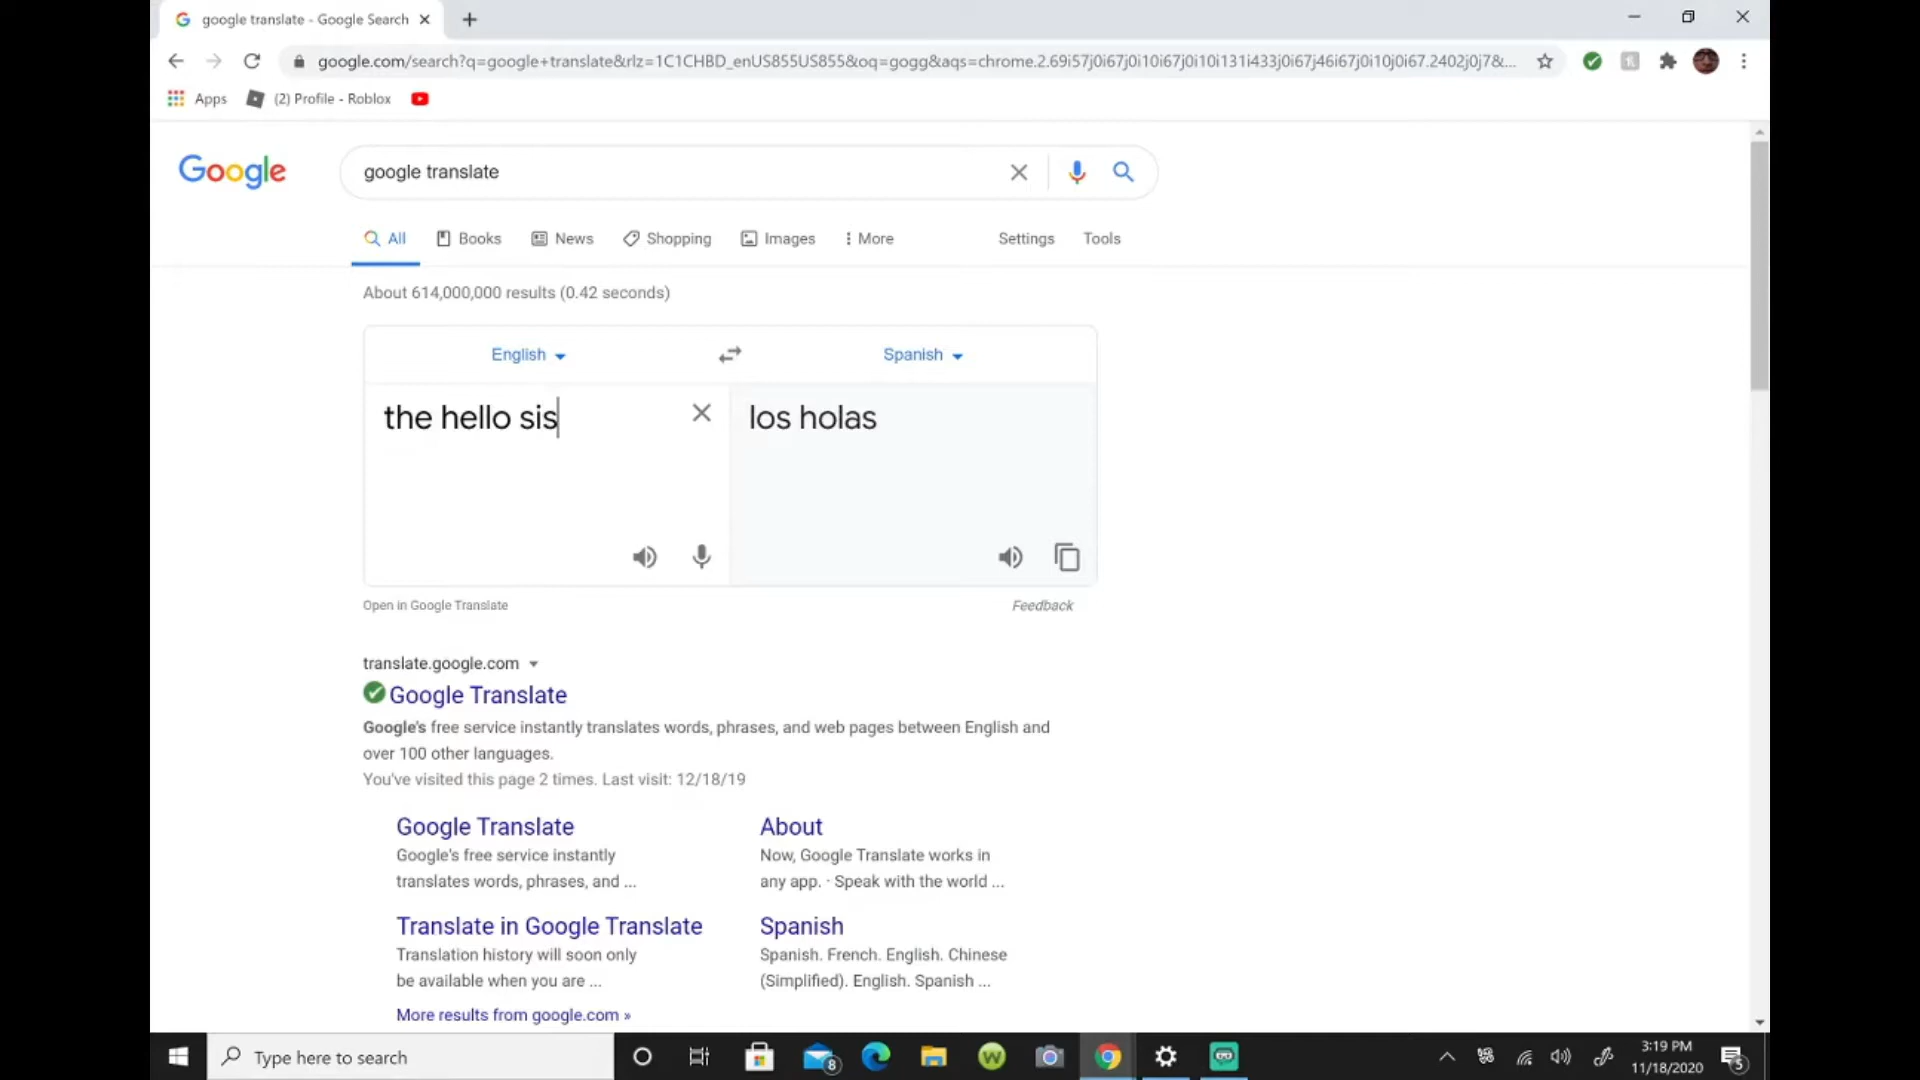 google translate - Google Search
google.com/search?q=google+translate&rlz=1C1CHBD_enUS855US855&oq=gogg&aqs=chrome.2.69i57j0i67j0i10i67j0i10i131i433j0i67j46i67j0i10j0i67.2402j0j7&...
Apps (2) Profile - Roblox
Google google translate
All Books News Shopping Images More Settings Tools
About 614,000,000 results (0.42 seconds)
English Spanish
the hello sis los holas
Open in Google Translate Feedback
translate.google.com
Google Translate
Google's free service instantly translates words, phrases, and web pages between English and
over 100 other languages.
You've visited this page 2 times. Last visit: 12/18/19
Google Translate About
Google's free service instantly Now, Google Translate works in
translates words, phrases, and ... any app. · Speak with the world ...
Translate in Google Translate Spanish
Translation history will soon only Spanish. French. English. Chinese
be available when you are ... (Simplified). English. Spanish ...
More results from google.com »
Type here to search 8 W 3:19 PM
11/18/2020 5